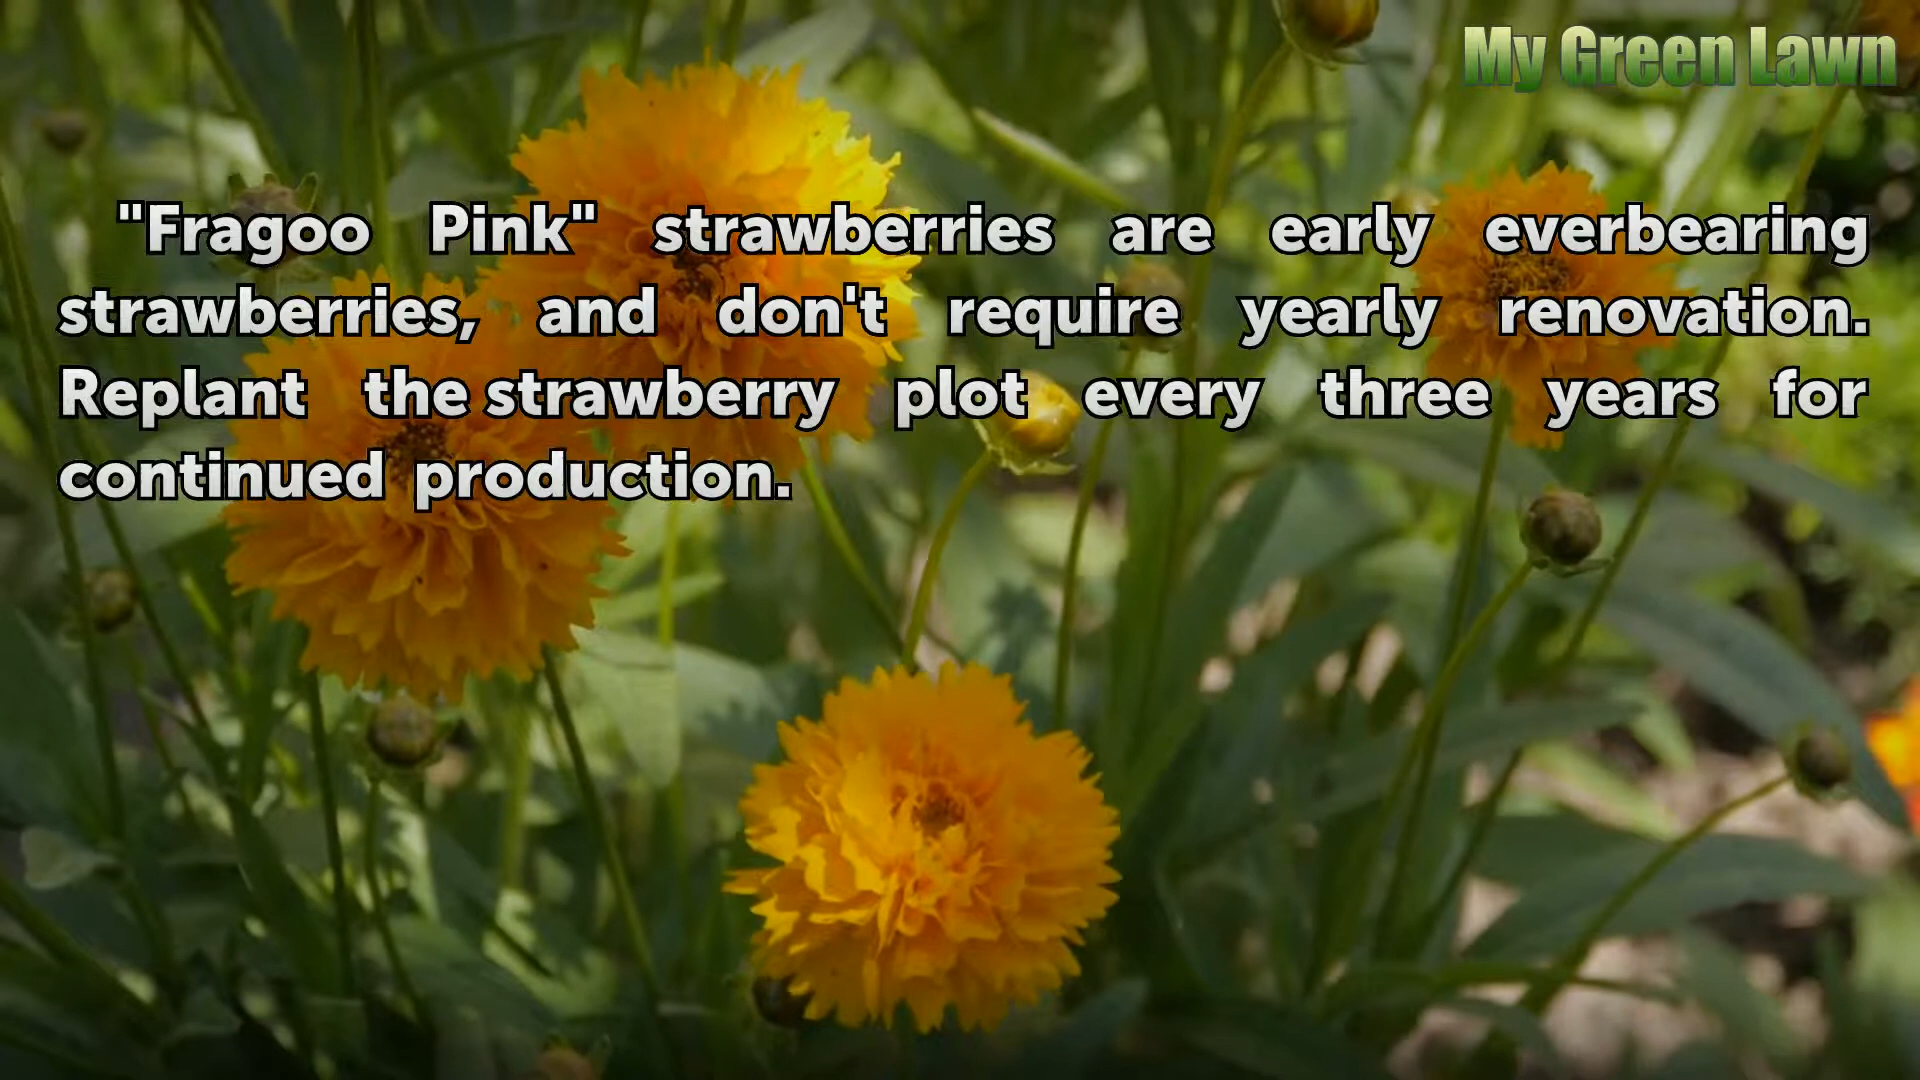 My Green Lawn
"Fragoo Pink" strawberries are early everbearing
strawberries, and don't require yearly renovation.
Replant the strawberry plot every three years for
continued production.